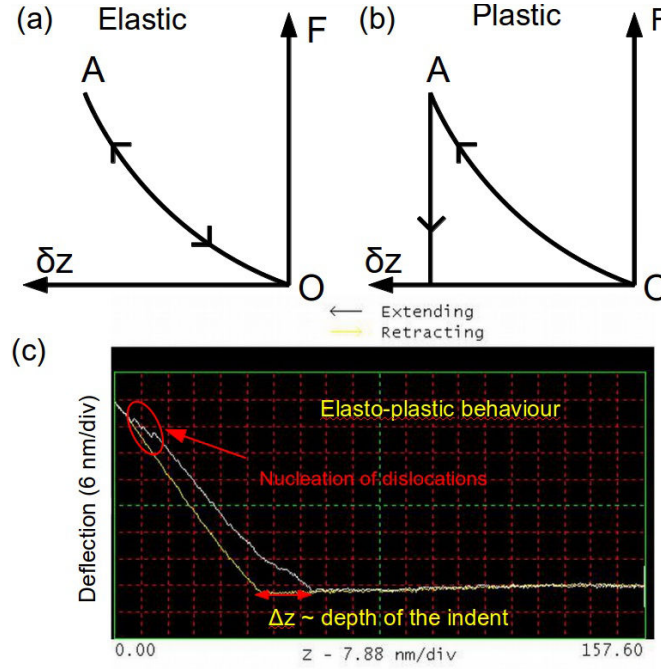 (a) Elastic
F
A
δz
O
(b) Plastic
F
A
δz
O
Extending
Retracting
(c)
Elasto-plastic behaviour
Nucleation of dislocations
Deflection (6 nm/div)
Δz ~ depth of the indent
0.00 Z - 7.88 nm/div 157.60